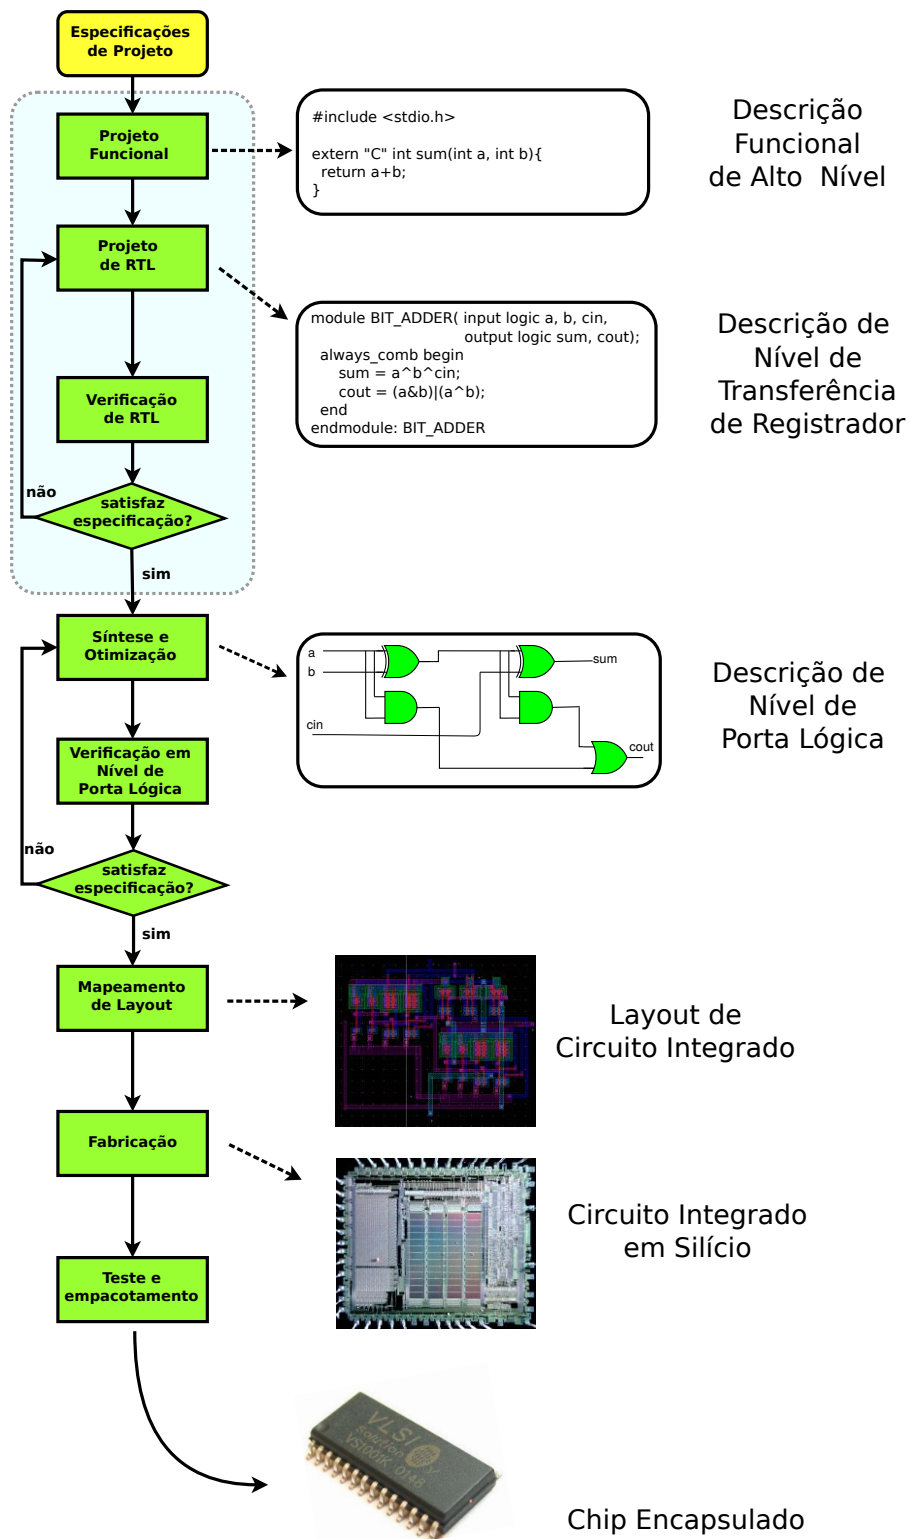 Especificações
de Projeto
Projeto
Funcional
#include <stdio.h>
extern "C" int sum(int a, int b){
return a+b;
}
Descrição
Funcional
de Alto Nível
Projeto
de RTL
module BIT_ADDER( input logic a, b, cin,
output logic sum, cout);
always_comb begin
sum = a^b^cin;
cout = (a&b)|(a^b);
end
endmodule: BIT_ADDER
Descrição de
Nível de
Transferência
de Registrador
Verificação
de RTL
não
satisfaz
especificação?
sim
Síntese e
Otimização
a
b
cin
sum
cout
Descrição de
Nível de
Porta Lógica
Verificação em
Nível de
Porta Lógica
não
satisfaz
especificação?
sim
Mapeamento
de Layout
Layout de
Circuito Integrado
Fabricação
Circuito Integrado
em Silício
Teste e
empacotamento
VLSI
Solution
VS1001K 0148
Chip Encapsulado